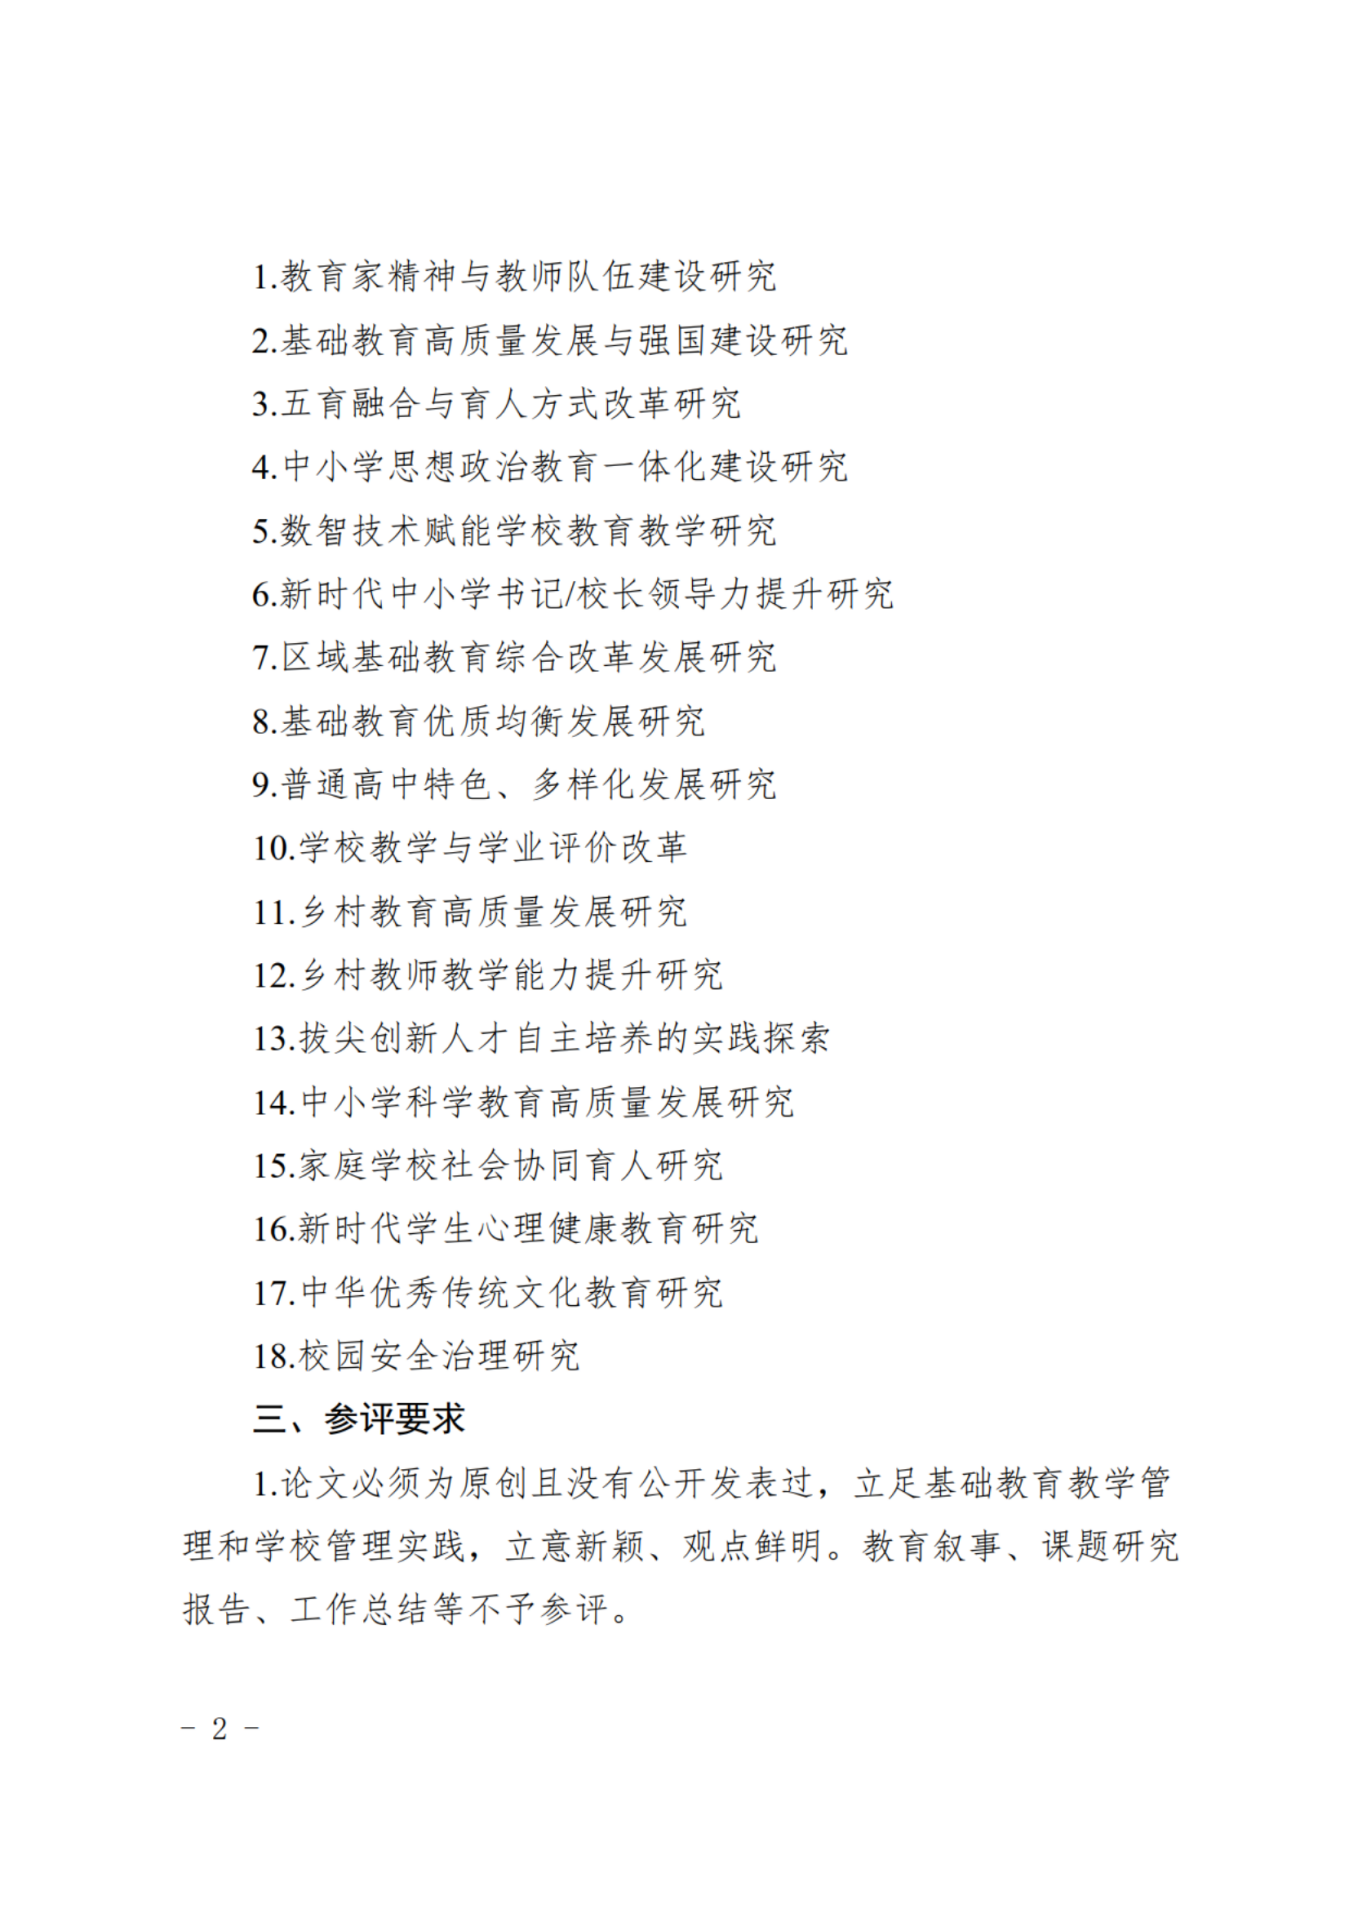 1.教育家精神与教师队伍建设研究
2.基础教育高质量发展与强国建设研究
3.五育融合与育人方式改革研究
4.中小学思想政治教育一体化建设研究
5.数智技术赋能学校教育教学研究
6.新时代中小学书记/校长领导力提升研究
7.区域基础教育综合改革发展研究
8.基础教育优质均衡发展研究
9.普通高中特色、多样化发展研究
10.学校教学与学业评价改革
11.乡村教育高质量发展研究
12.乡村教师教学能力提升研究
13.拔尖创新人才自主培养的实践探索
14.中小学科学教育高质量发展研究
15.家庭学校社会协同育人研究
16.新时代学生心理健康教育研究
17.中华优秀传统文化教育研究
18.校园安全治理研究
三、参评要求
1.论文必须为原创且没有公开发表过，立足基础教育教学管
理和学校管理实践，立意新颖、观点鲜明。教育叙事、课题研究
报告、工作总结等不予参评。
- 2 -